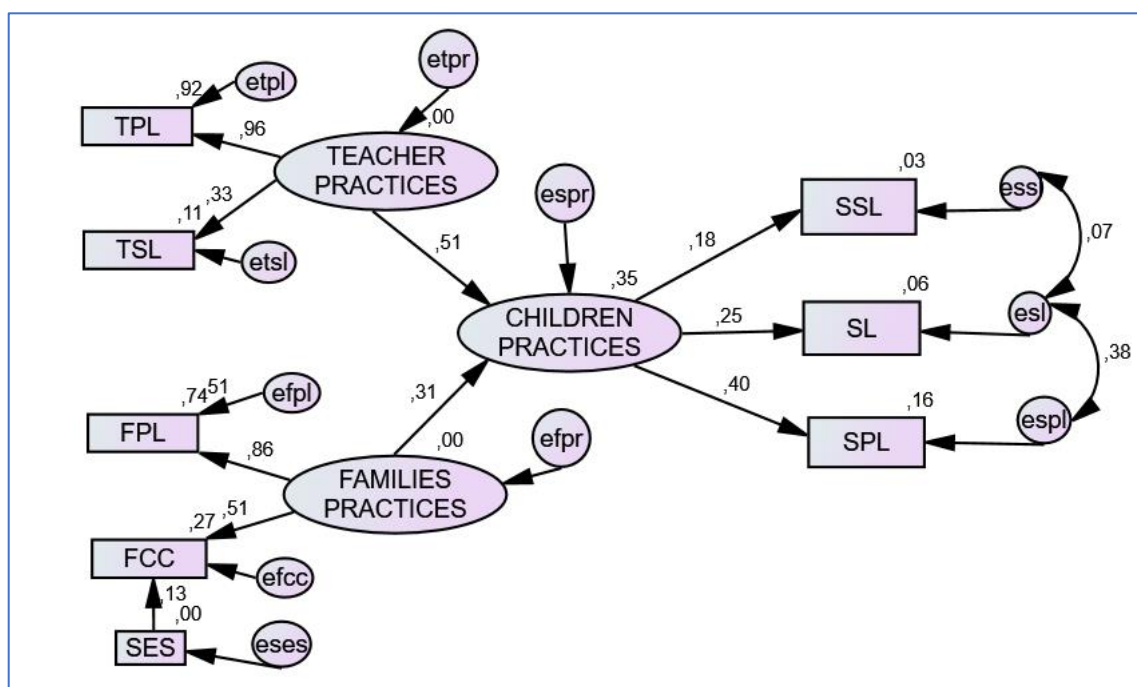 etpr
,92
etpl
TPL
,96
,00
TEACHER
PRACTICES
,33
,11
TSL
etsl
,51
espr
,03
SSL
ess
,18
,07
,35
CHILDREN
PRACTICES
,25
,06
SL
esl
,38
,40
,16
SPL
espl
,31
,74
,51
efpl
FPL
,86
,00
efpr
FAMILIES
PRACTICES
,51
,27
FCC
efcc
,13
,00
SES
eses